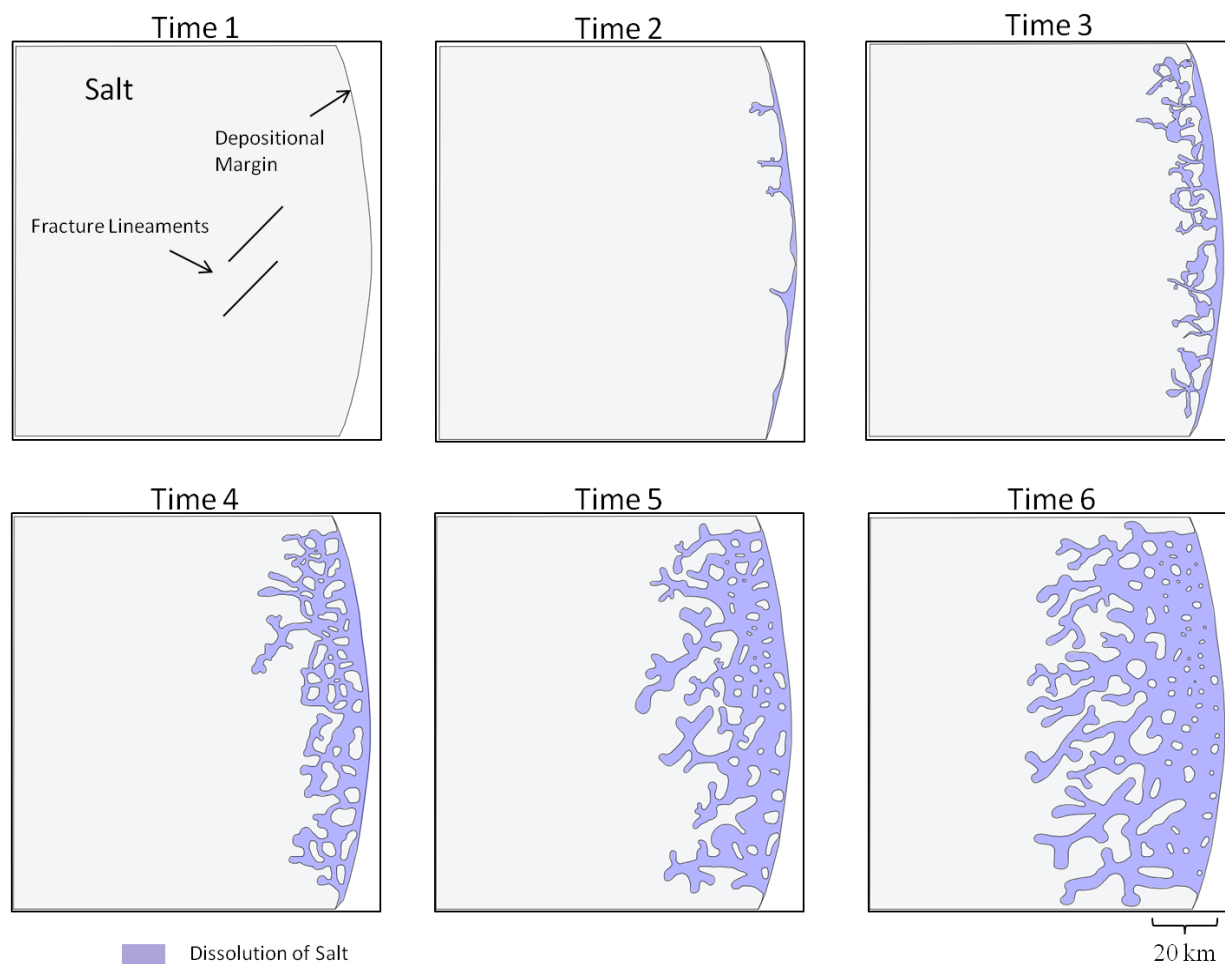 Time 1
Time 2
Time 3
Salt
Depositional
Margin
Fracture Lineaments
Time 4
Time 5
Time 6
Dissolution of Salt
20 km